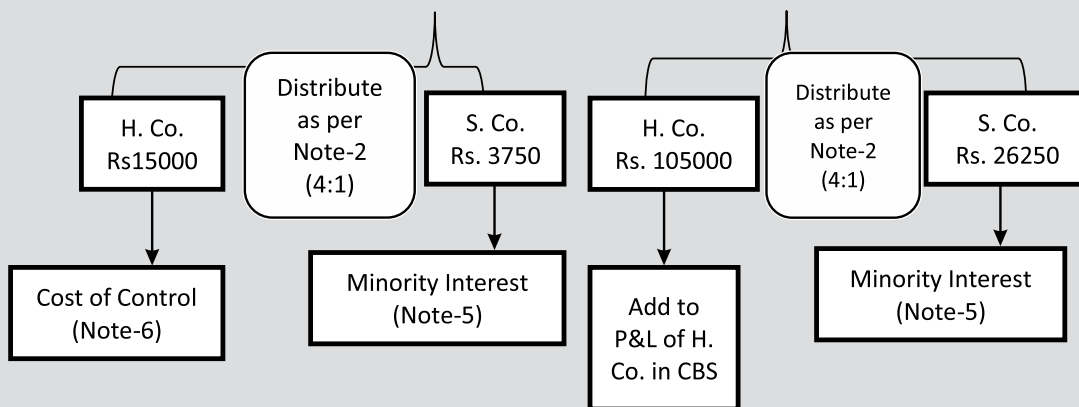 H. Co.
Rs15000
Distribute
as per
Note-2
(4:1)
S. Co.
Rs. 3750
H. Co.
Rs. 105000
Distribute
as per
Note-2
(4:1)
S. Co.
Rs. 26250
Cost of Control
(Note-6)
Minority Interest
(Note-5)
Add to
P&L of H.
Co. in CBS
Minority Interest
(Note-5)